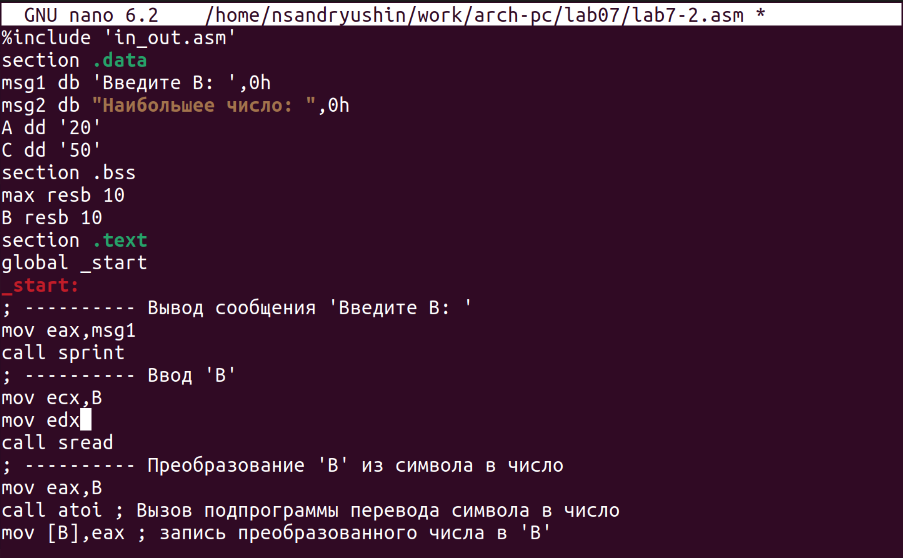 GNU nano 6.2 /home/nsandryushin/work/arch-pc/lab07/lab7-2.asm *
%include 'in_out.asm'
section .data
msg1 db 'Введите B: ',0h
msg2 db "Наибольшее число: ",0h
A dd '20'
C dd '50'
section .bss
max resb 10
B resb 10
section .text
global _start
_start:
; ---------- Вывод сообщения 'Введите B: '
mov eax,msg1
call sprint
; ---------- Ввод 'B'
mov ecx,B
mov edx
call sread
; ---------- Преобразование 'B' из символа в число
mov eax,B
call atoi ; Вызов подпрограммы перевода символа в число
mov [B],eax ; запись преобразованного числа в 'B'